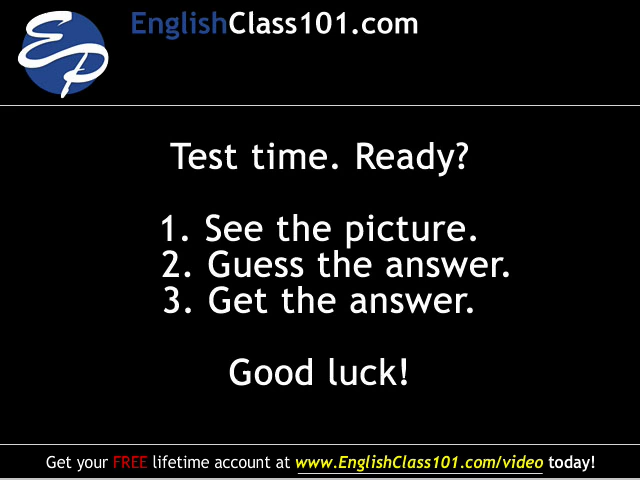 EP
EnglishClass101.com
Test time. Ready?
1. See the picture.
2. Guess the answer.
3. Get the answer.
Good luck!
Get your FREE lifetime account at www.EnglishClass101.com/video today!